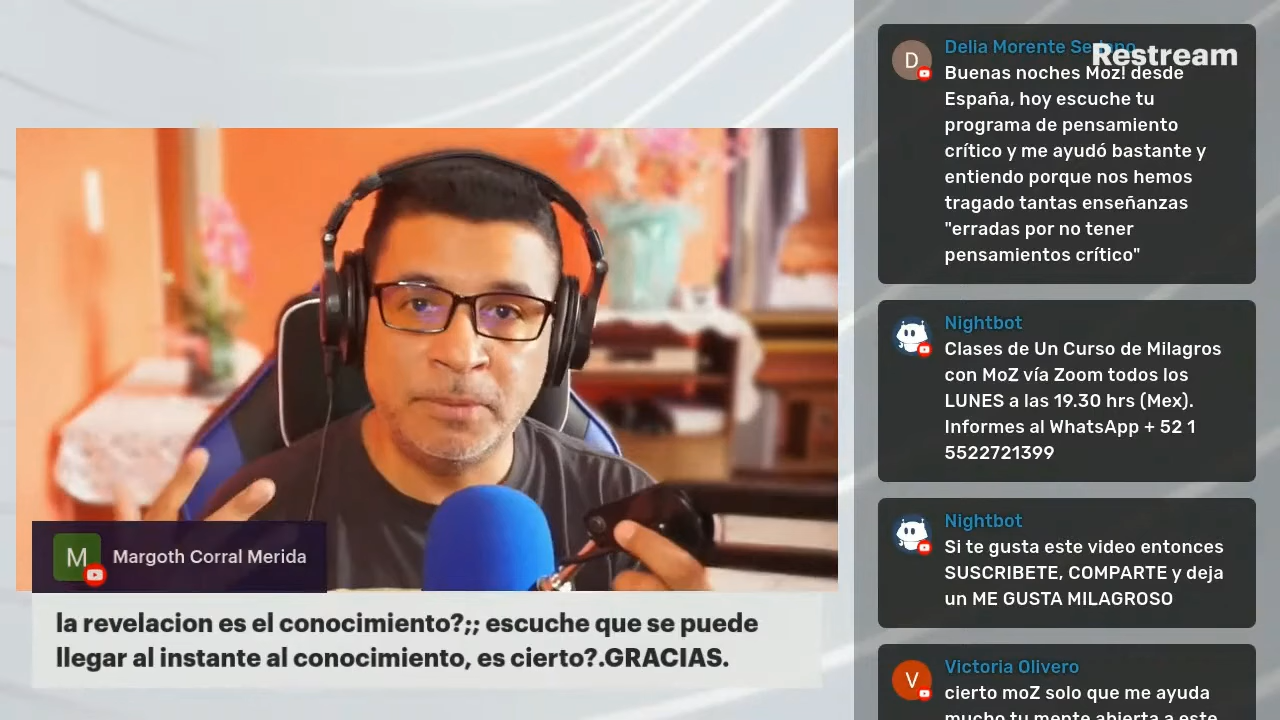 M
Margoth Corral Merida
la revelacion es el conocimiento?;; escuche que se puede
llegar al instante al conocimiento, es cierto?.GRACIAS.
Restream
D
Delia Morente
Buenas noches Moz! desde
España, hoy escuche tu
programa de pensamiento
crítico y me ayudó bastante y
entiendo porque nos hemos
tragado tantas enseñanzas
"erradas por no tener
pensamientos crítico"
Nightbot
Clases de Un Curso de Milagros
con MoZ vía Zoom todos los
LUNES a las 19.30 hrs (Mex).
Informes al WhatsApp + 52 1
5522721399
Nightbot
Si te gusta este video entonces
SUSCRIBETE, COMPARTE y deja
un ME GUSTA MILAGROSO
V
Victoria Olivero
cierto moZ solo que me ayuda
mucho tu mente abierta a este